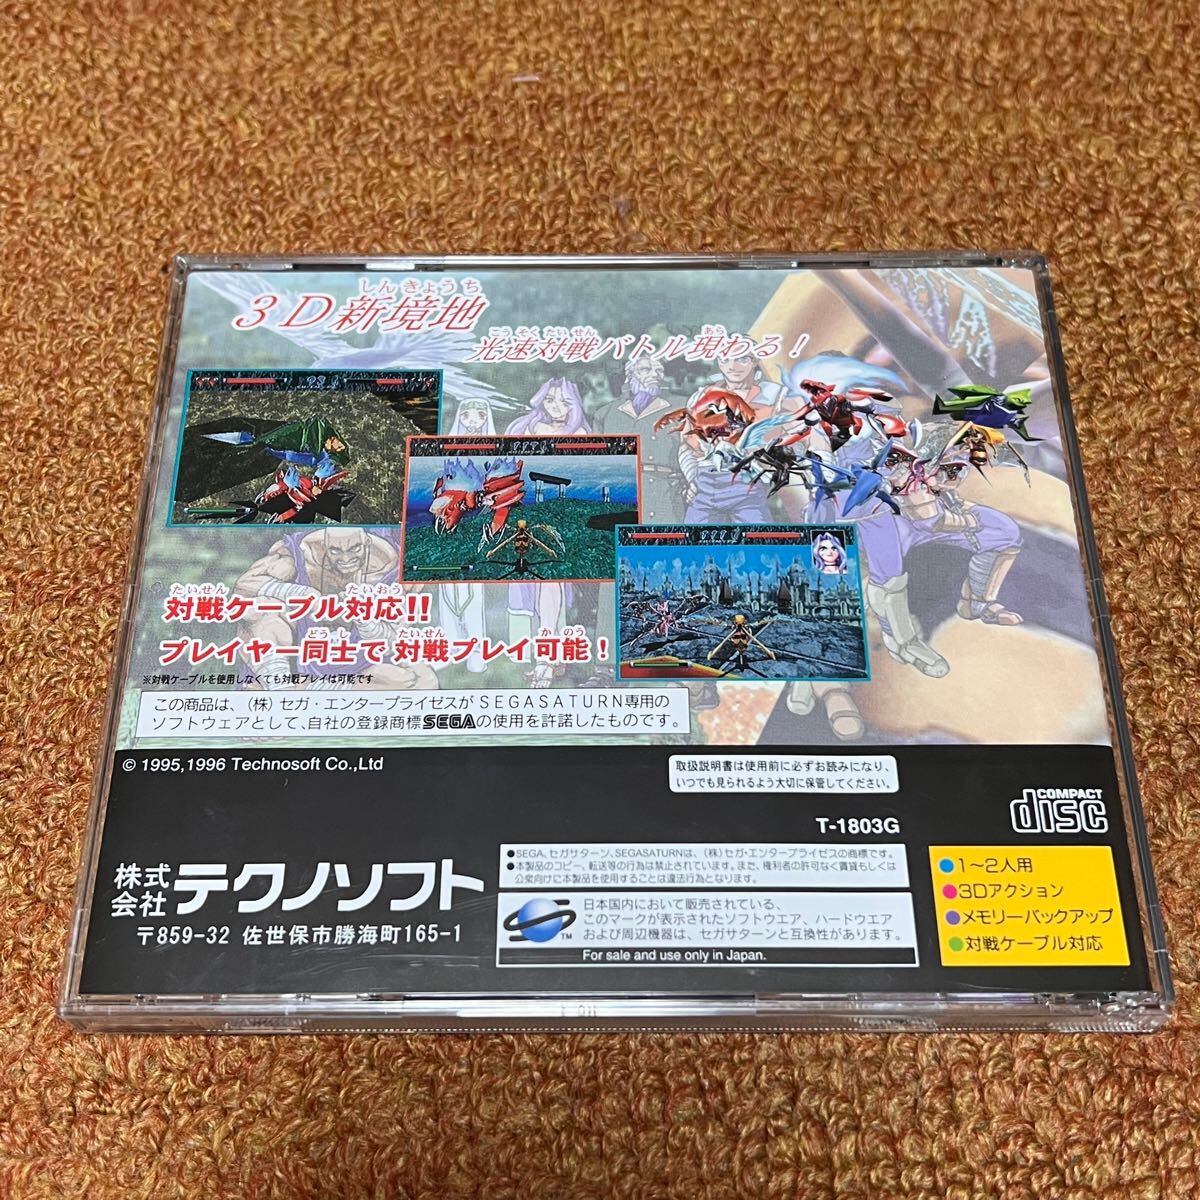 しんきょうち
3D新境地
こうそくたいせん あら
光速対戦バトル現わる！
たいせん たいおう
対戦ケーブル対応!!
どうし たいせん かのう
プレイヤー同士で対戦プレイ可能！
※対戦ケーブルを使用しなくても対戦プレイは可能です
この商品は、（株）セガ・エンタープライゼスがSEGASATURN専用の
ソフトウェアとして、自社の登録商標SEGAの使用を許諾したものです。
© 1995,1996 Technosoft Co.,Ltd
取扱説明書は使用前に必ずお読みになり、
いつでも見られるよう大切に保管してください。
COMPACT
disc
T-1803G
株式会社テクノソフト
〒859-32 佐世保市勝海町165-1
●SEGA、セガサターン、SEGASATURNは、（株）セガ・エンタープライゼスの商標です。
●本製品のコピー、転送等の行為は禁止されています。また、権利者の許可なく賃貸もしくは
公衆向けに本製品を使用することは違法行為となります。
日本国内において販売されている、
このマークが表示されたソフトウエア、ハードウエア
および周辺機器は、セガサターンと互換性があります。
TM
For sale and use only in Japan.
●1〜2人用
●3Dアクション
●メモリーバックアップ
●対戦ケーブル対応